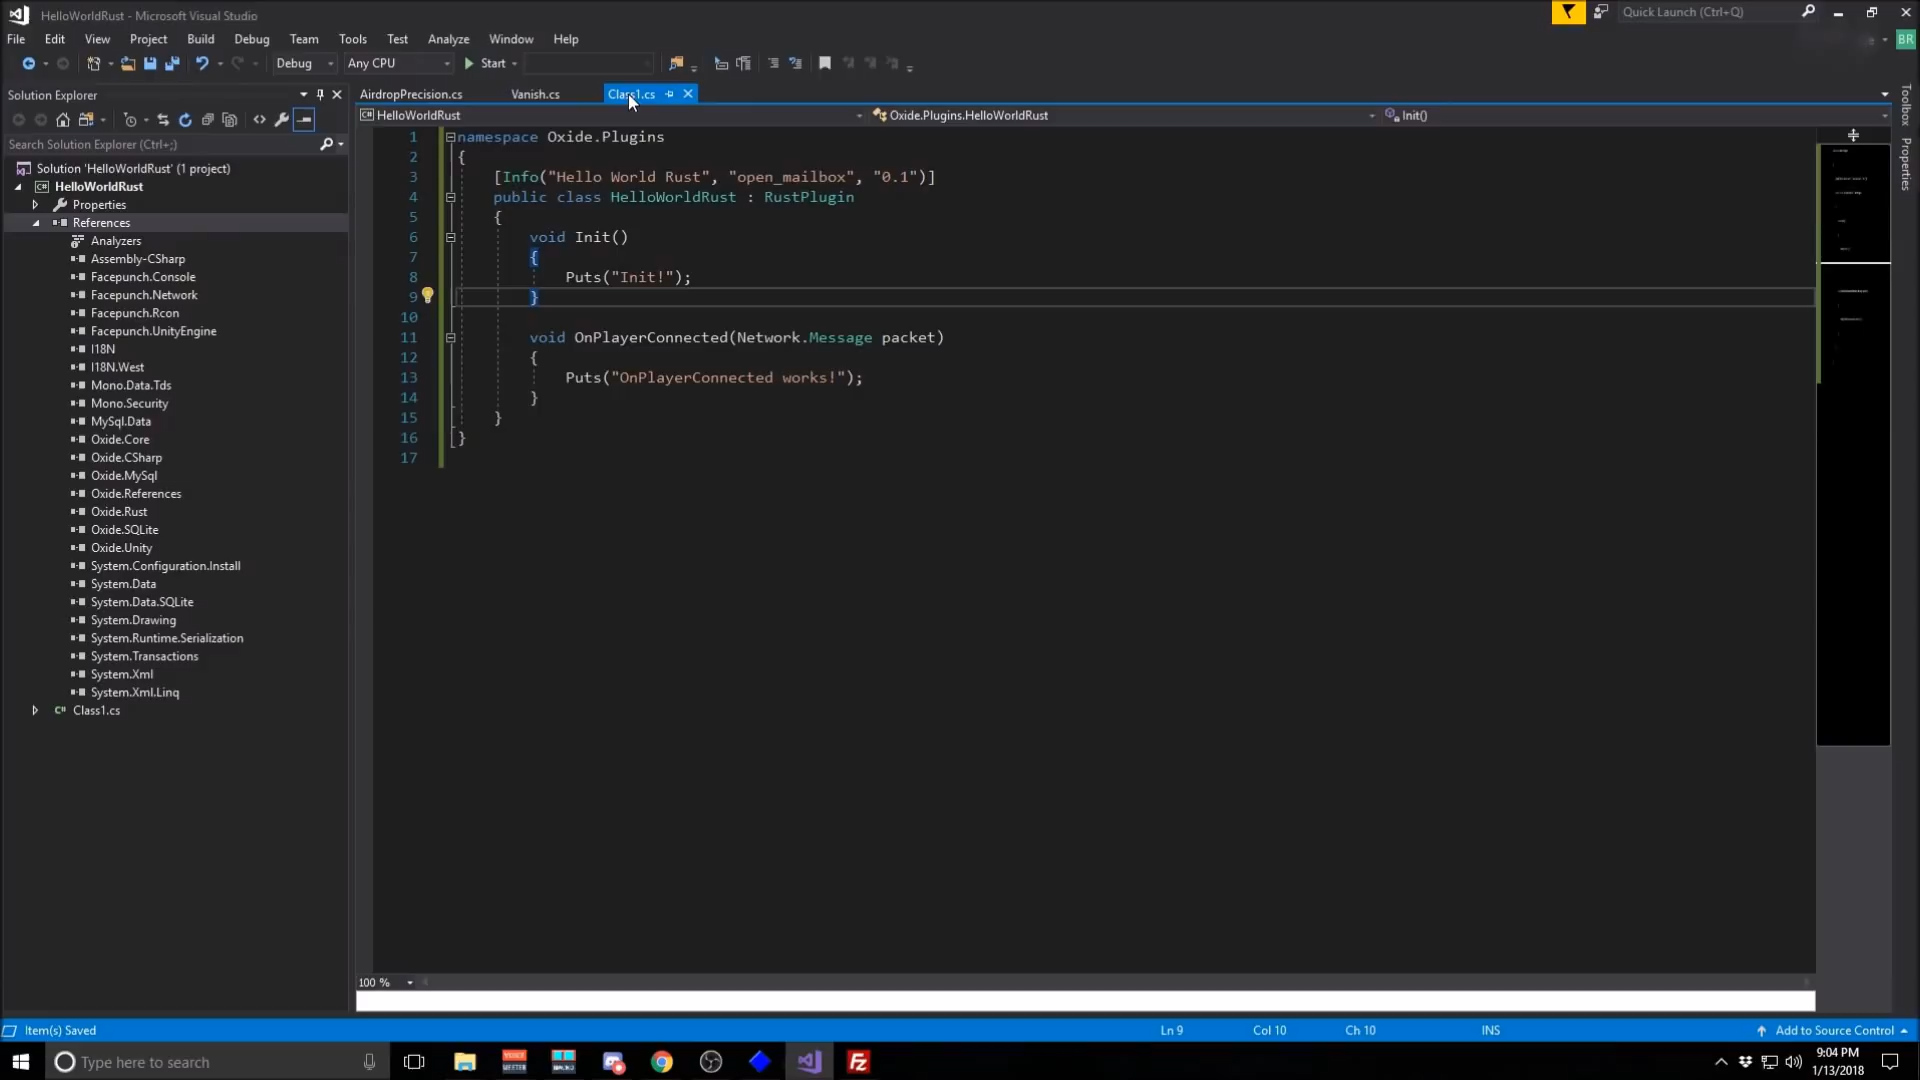 HelloWorldRust - Microsoft Visual Studio
Quick Launch (Ctrl+Q)
File Edit View Project Build Debug Team Tools Test Analyze Window Help
BR
Debug Any CPU Start
Solution Explorer
AirdropPrecision.cs Vanish.cs Class1.cs
Toolbox
Properties
HelloWorldRust Oxide.Plugins.HelloWorldRust Init()
Search Solution Explorer (Ctrl+;)
Solution 'HelloWorldRust' (1 project)
HelloWorldRust
Properties
References
Analyzers
Assembly-CSharp
Facepunch.Console
Facepunch.Network
Facepunch.Rcon
Facepunch.UnityEngine
I18N
I18N.West
Mono.Data.Tds
Mono.Security
MySql.Data
Oxide.Core
Oxide.CSharp
Oxide.MySql
Oxide.References
Oxide.Rust
Oxide.SQLite
Oxide.Unity
System.Configuration.Install
System.Data
System.Data.SQLite
System.Drawing
System.Runtime.Serialization
System.Transactions
System.Xml
System.Xml.Linq
C# Class1.cs
1 namespace Oxide.Plugins
2 {
3 [Info("Hello World Rust", "open_mailbox", "0.1")]
4 public class HelloWorldRust : RustPlugin
5 {
6 void Init()
7 {
8 Puts("Init!");
9 }
10
11 void OnPlayerConnected(Network.Message packet)
12 {
13 Puts("OnPlayerConnected works!");
14 }
15 }
16 }
17
100 %
Item(s) Saved Ln 9 Col 10 Ch 10 INS Add to Source Control
Type here to search
9:04 PM
1/13/2018